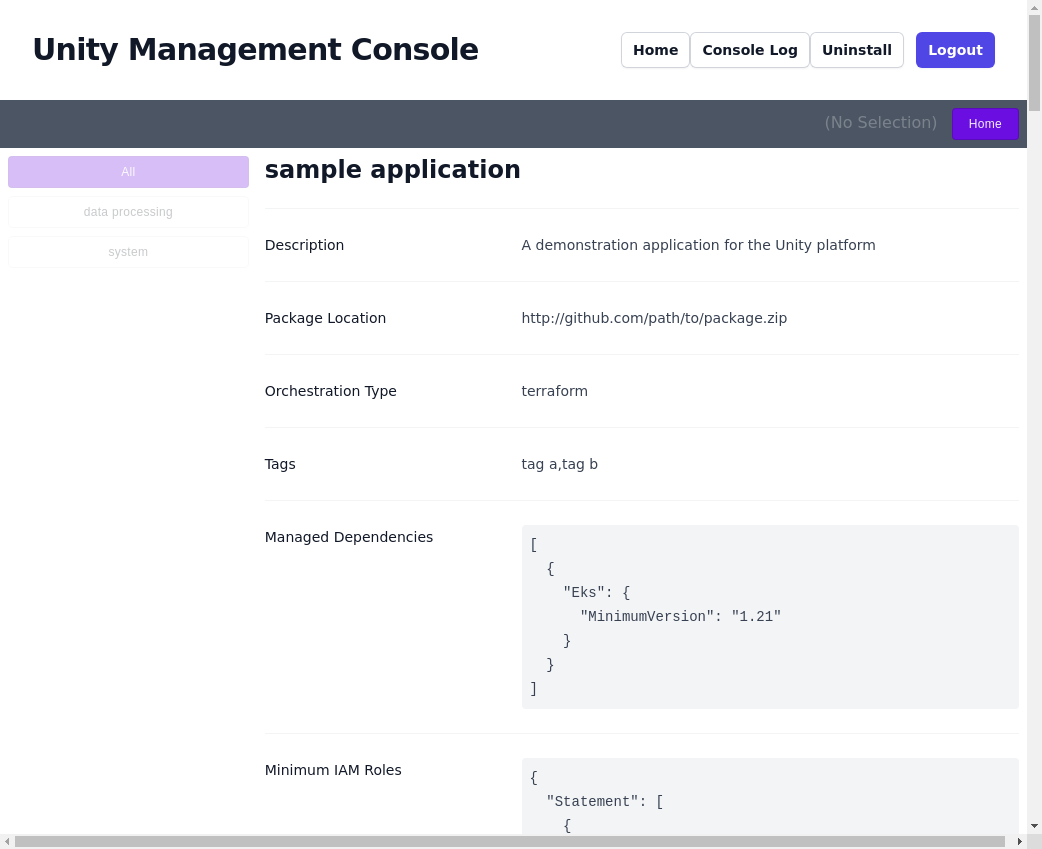 Unity Management Console
Home
Console Log
Uninstall
Logout
(No Selection)
Home
All
data processing
system
sample application
Description
A demonstration application for the Unity platform
Package Location
http://github.com/path/to/package.zip
Orchestration Type
terraform
Tags
tag a,tag b
Managed Dependencies
[
  {
    "Eks": {
      "MinimumVersion": "1.21"
    }
  }
]
Minimum IAM Roles
{
  "Statement": [
    {